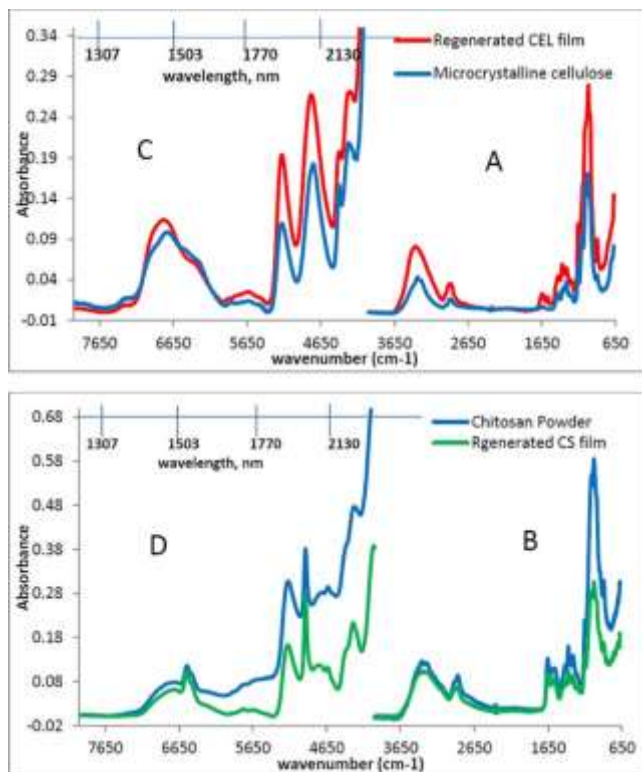 0.34
0.29
0.24
0.19
0.14
0.09
0.04
-0.01
Absorbance
1307 1503 1770 2130
wavelength, nm
Regenerated CEL film
Microcrystalline cellulose
C
A
7650 6650 5650 4650 3650 2650 1650 650
wavenumber (cm-1)
0.68
0.58
0.48
0.38
0.28
0.18
0.08
-0.02
Absorbance
1307 1503 1770 2130
wavelength, nm
Chitosan Powder
Rgenerated CS film
D
B
7650 6650 5650 4650 3650 2650 1650 650
wavenumber (cm-1)